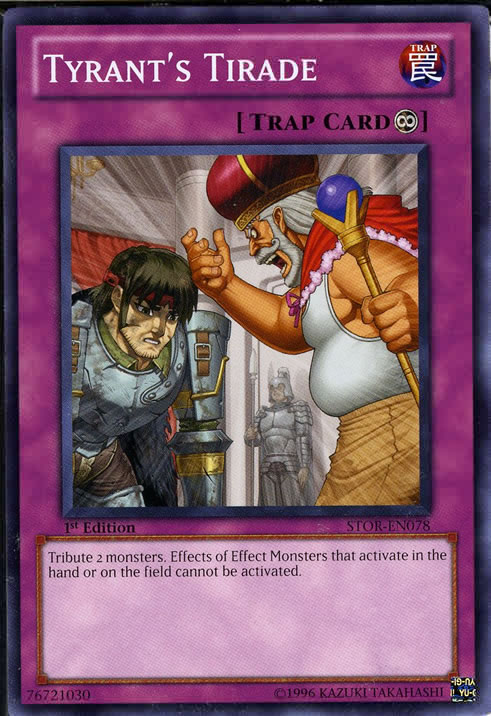 TYRANT'S TIRADE
TRAP
罠
[TRAP CARD♾]
1st Edition
STOR-EN078
Tribute 2 monsters. Effects of Effect Monsters that activate in the
hand or on the field cannot be activated.
76721030
©1996 KAZUKI TAKAHASHI